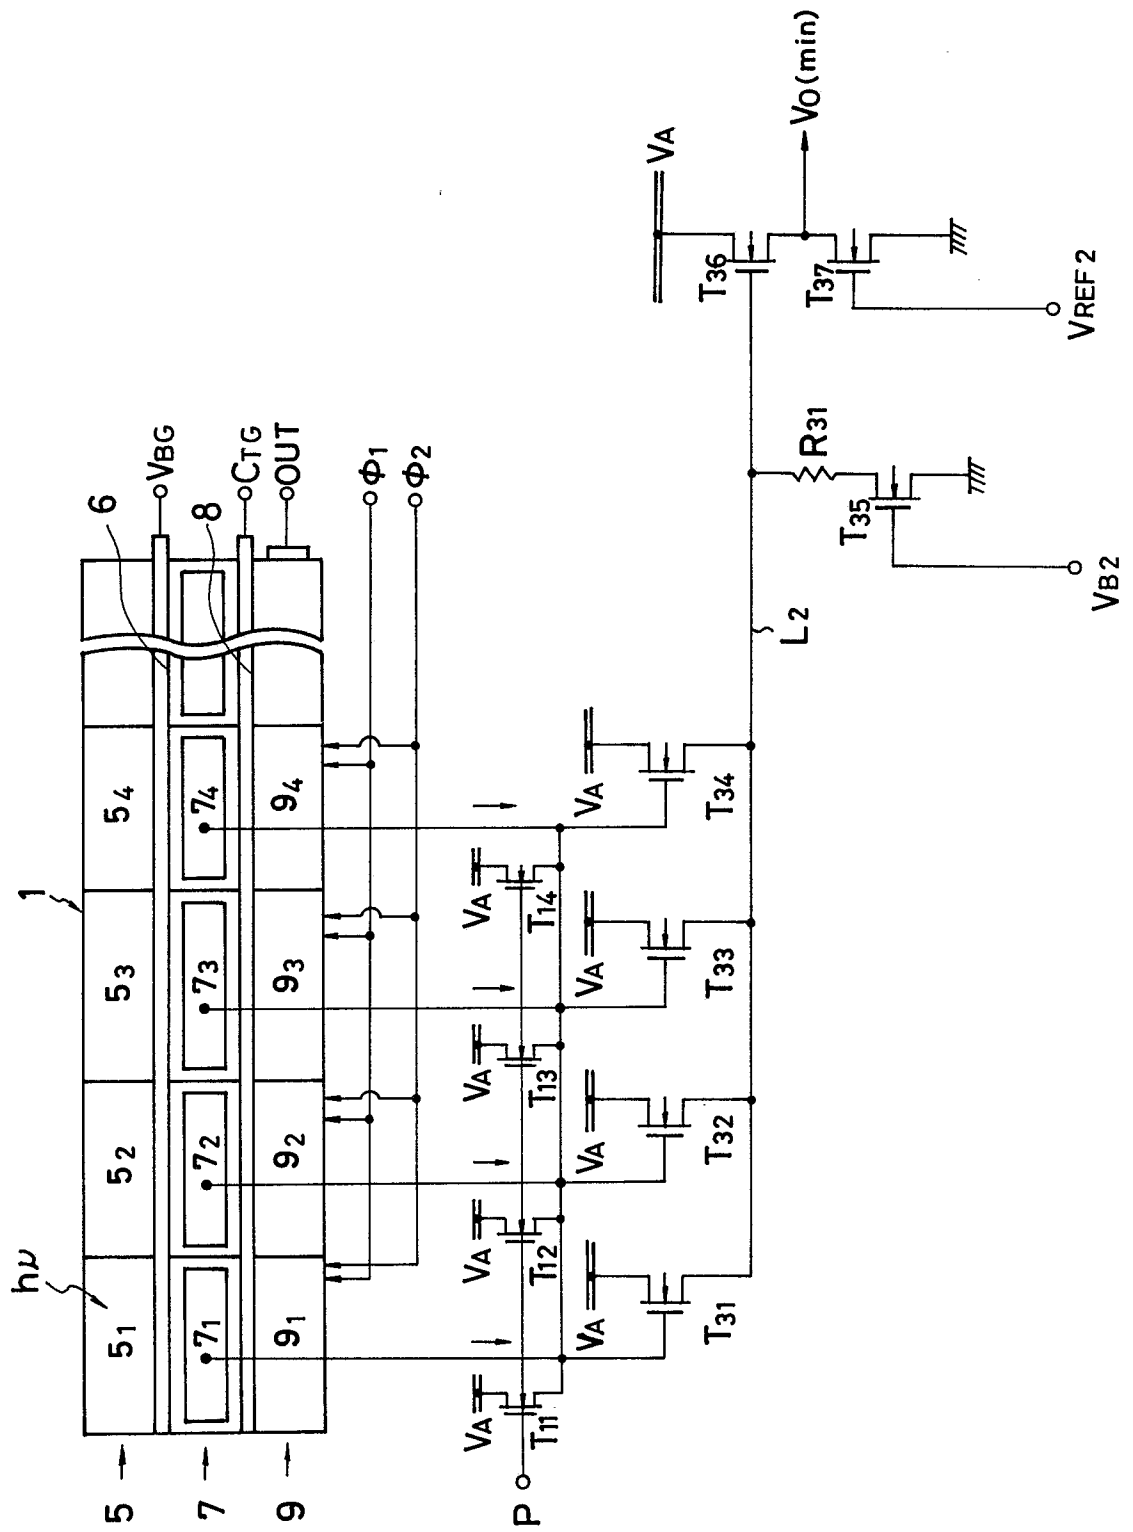 hν
1
5
7
9
5₁
5₂
5₃
5₄
6
8
7₁
7₂
7₃
7₄
9₁
9₂
9₃
9₄
VBG
CTG
OUT
Φ1
Φ2
P
VA
VA
VA
VA
T11
T12
T13
T14
VA
VA
VA
VA
T31
T32
T33
T34
L2
R31
T35
VB2
VA
T36
T37
VO(min)
VREF2